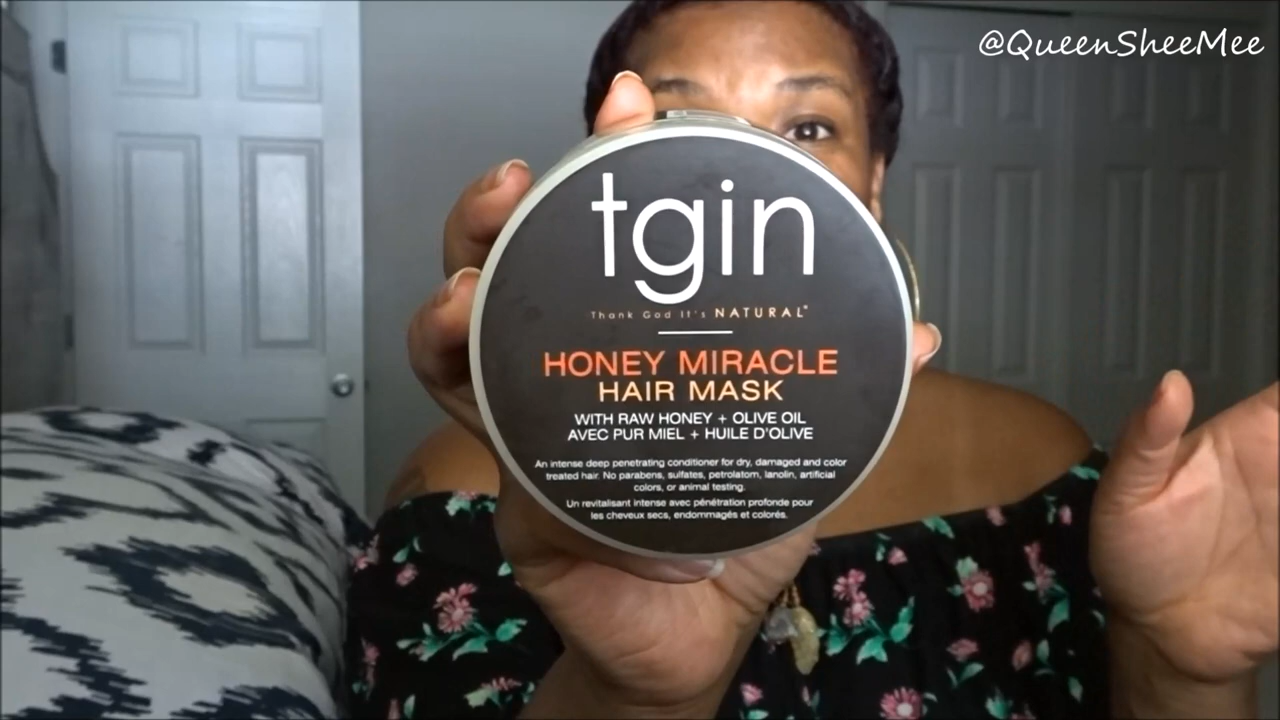 @QueenSheeMee
tgin
Thank God It's NATURAL
HONEY MIRACLE
HAIR MASK
WITH RAW HONEY + OLIVE OIL
AVEC PUR MIEL + HUILE D'OLIVE
An intense deep penetrating conditioner for dry, damaged and color
treated hair. No parabens, sulfates, petrolatom, lanolin, artificial
colors, or animal testing.
Un revitalisant intense avec pénétration profonde pour
les cheveux secs, endommagés et colorés.